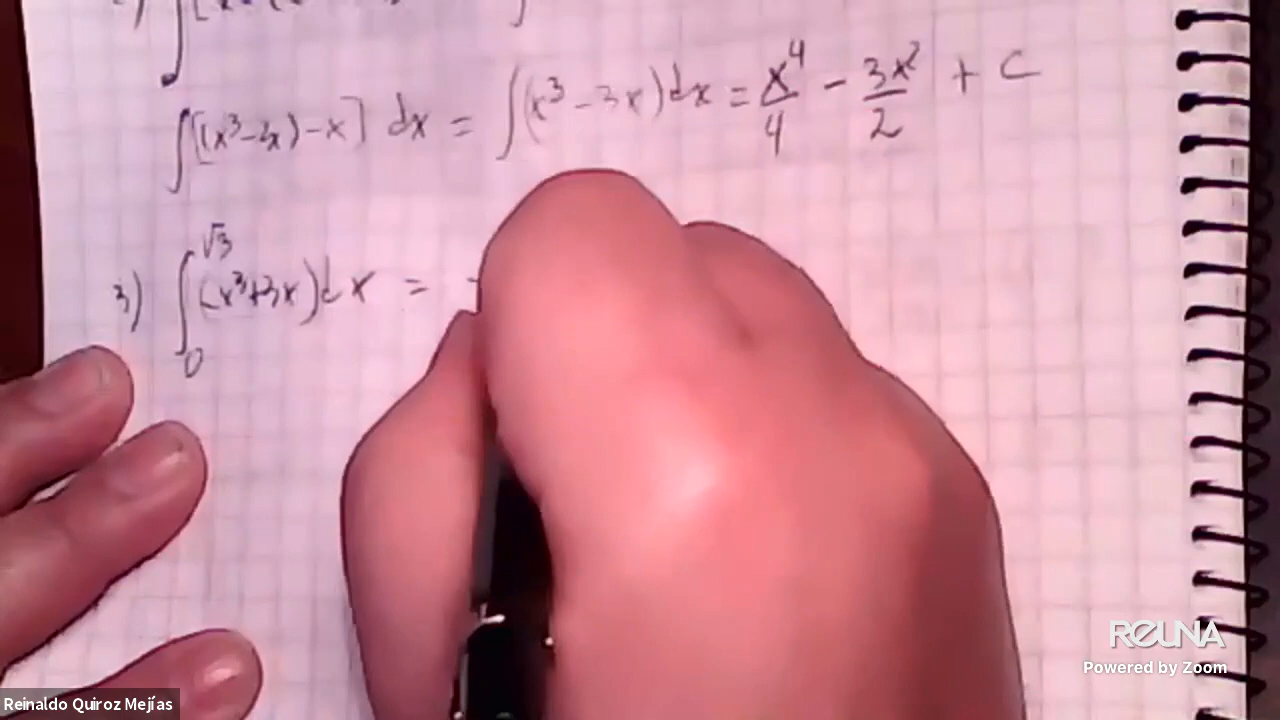 ∫[(x³-2x)-x] dx = ∫(x³-3x)dx = x⁴/4 - 3x²/2 + C
3) ∫₀^√3 (x³+3x)dx =
REUNA
Powered by Zoom
Reinaldo Quiroz Mejías